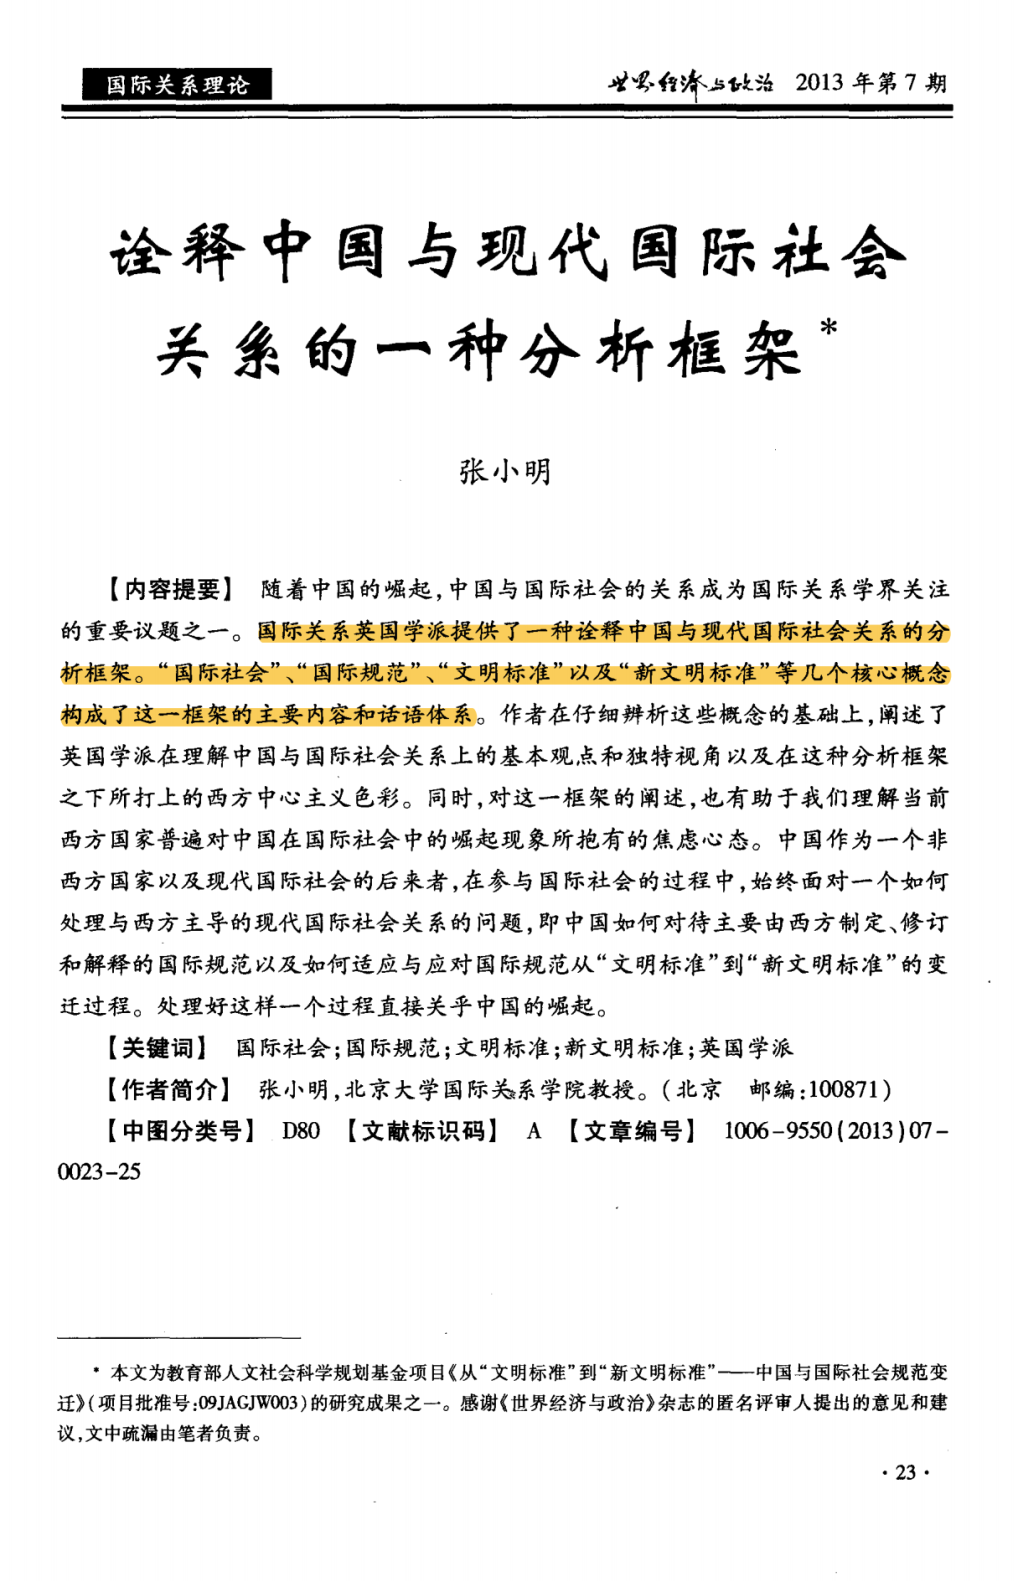 国际关系理论
世界经济与政治 2013 年第 7 期
诠释中国与现代国际社会
关系的一种分析框架*
张小明
【内容提要】 随着中国的崛起,中国与国际社会的关系成为国际关系学界关注
的重要议题之一。国际关系英国学派提供了一种诠释中国与现代国际社会关系的分
析框架。“国际社会”、“国际规范”、“文明标准”以及“新文明标准”等几个核心概念
构成了这一框架的主要内容和话语体系。作者在仔细辨析这些概念的基础上,阐述了
英国学派在理解中国与国际社会关系上的基本观点和独特视角以及在这种分析框架
之下所打上的西方中心主义色彩。同时,对这一框架的阐述,也有助于我们理解当前
西方国家普遍对中国在国际社会中的崛起现象所抱有的焦虑心态。中国作为一个非
西方国家以及现代国际社会的后来者,在参与国际社会的过程中,始终面对一个如何
处理与西方主导的现代国际社会关系的问题,即中国如何对待主要由西方制定、修订
和解释的国际规范以及如何适应与应对国际规范从“文明标准”到“新文明标准”的变
迁过程。处理好这样一个过程直接关乎中国的崛起。
【关键词】 国际社会;国际规范;文明标准;新文明标准;英国学派
【作者简介】 张小明,北京大学国际关系学院教授。(北京 邮编:100871)
【中图分类号】 D80 【文献标识码】 A 【文章编号】 1006-9550(2013)07-
0023-25
* 本文为教育部人文社会科学规划基金项目《从“文明标准”到“新文明标准”——中国与国际社会规范变
迁》(项目批准号:09JAGJW003)的研究成果之一。感谢《世界经济与政治》杂志的匿名评审人提出的意见和建
议,文中疏漏由笔者负责。
·23·